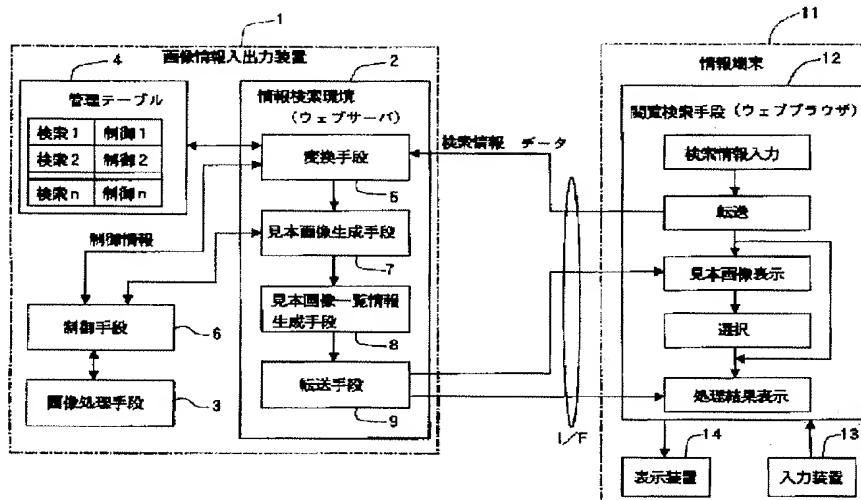 1
画像情報入出力装置
4
管理テーブル
検索1 制御1
検索2 制御2
検索n 制御n
2
情報検索環境
(ウェブサーバ)
変換手段
5
見本画像生成手段
7
見本画像一覧情報
生成手段
8
転送手段
9
制御情報
制御手段
6
画像処理手段
3
検索情報 データ
I/F
11
情報端末
12
閲覧検索手段(ウェブブラウザ)
検索情報入力
転送
見本画像表示
選択
処理結果表示
14
表示装置
13
入力装置